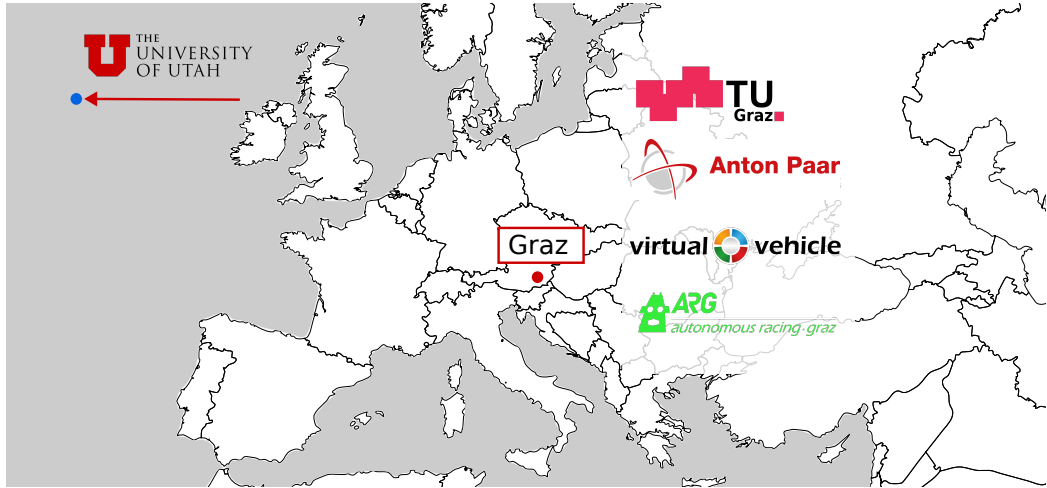 THE
UNIVERSITY
OF UTAH
TU
Graz
Anton Paar
Graz
virtual vehicle
ARG
autonomous racing·graz